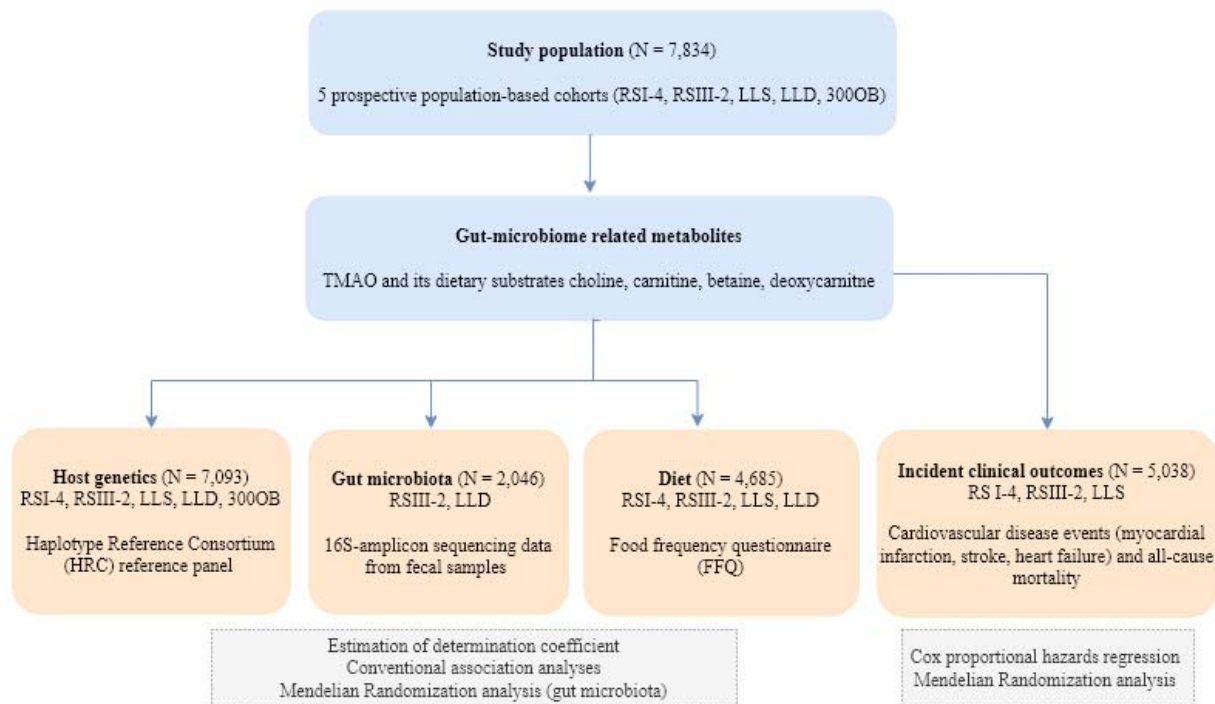 Study population (N = 7,834)
5 prospective population-based cohorts (RSI-4, RSIII-2, LLS, LLD, 300OB)
Gut-microbiome related metabolites
TMAO and its dietary substrates choline, carnitine, betaine, deoxycarnitne
Host genetics (N = 7,093)
RSI-4, RSIII-2, LLS, LLD, 300OB
Haplotype Reference Consortium
(HRC) reference panel
Gut microbiota (N = 2,046)
RSIII-2, LLD
16S-amplicon sequencing data
from fecal samples
Diet (N = 4,685)
RSI-4, RSIII-2, LLS, LLD
Food frequency questionnaire
(FFQ)
Incident clinical outcomes (N = 5,038)
RS I-4, RSIII-2, LLS
Cardiovascular disease events (myocardial
infarction, stroke, heart failure) and all-cause
mortality
Estimation of determination coefficient
Conventional association analyses
Mendelian Randomization analysis (gut microbiota)
Cox proportional hazards regression
Mendelian Randomization analysis